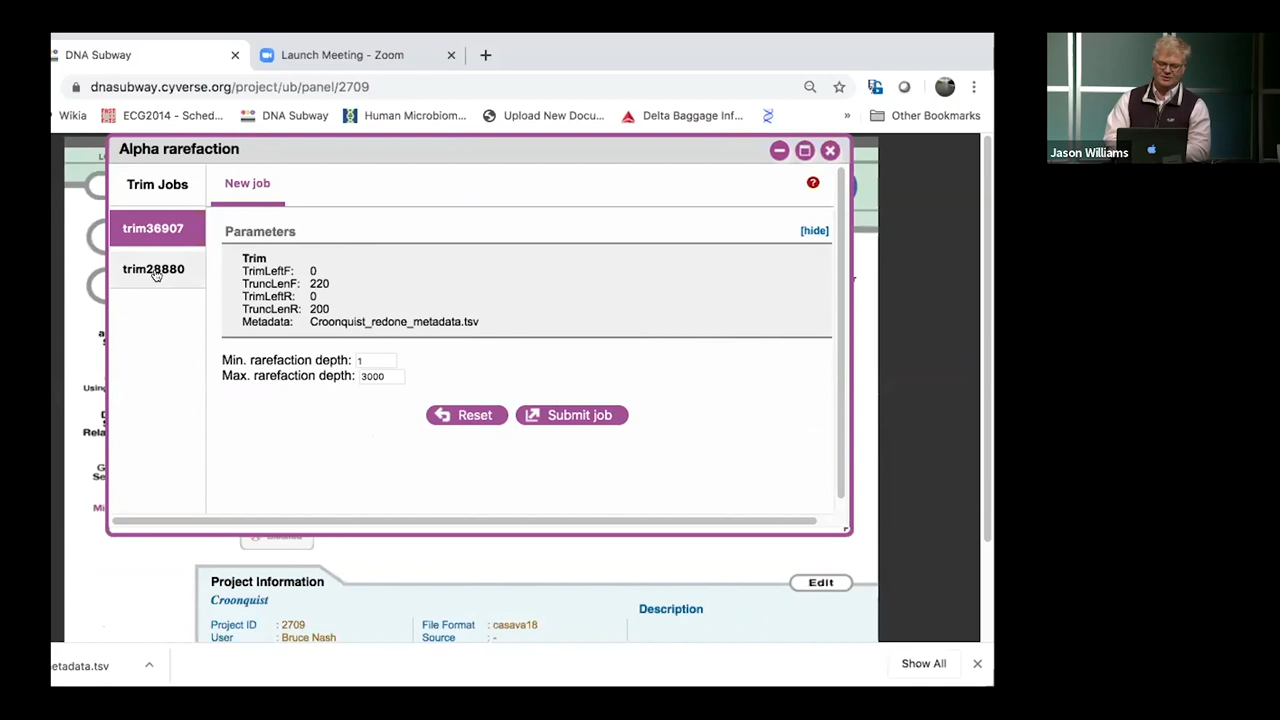 DNA Subway
Launch Meeting - Zoom
dnasubway.cyverse.org/project/ub/panel/2709
Wikia
ECG2014 - Sched...
DNA Subway
Human Microbiom...
Upload New Docu...
Delta Baggage Inf...
»
Other Bookmarks
Alpha rarefaction
Trim Jobs
New job
?
trim36907
trim28880
Parameters
[hide]
Trim
TrimLeftF: 0
TruncLenF: 220
TrimLeftR: 0
TruncLenR: 200
Metadata: Croonquist_redone_metadata.tsv
Min. rarefaction depth: 1
Max. rarefaction depth: 3000
Reset
Submit job
Using
Rela
Project Information
Edit
Croonquist
Description
Project ID : 2709
File Format : casava18
User : Bruce Nash
Source : -
etadata.tsv
Show All
Jason Williams